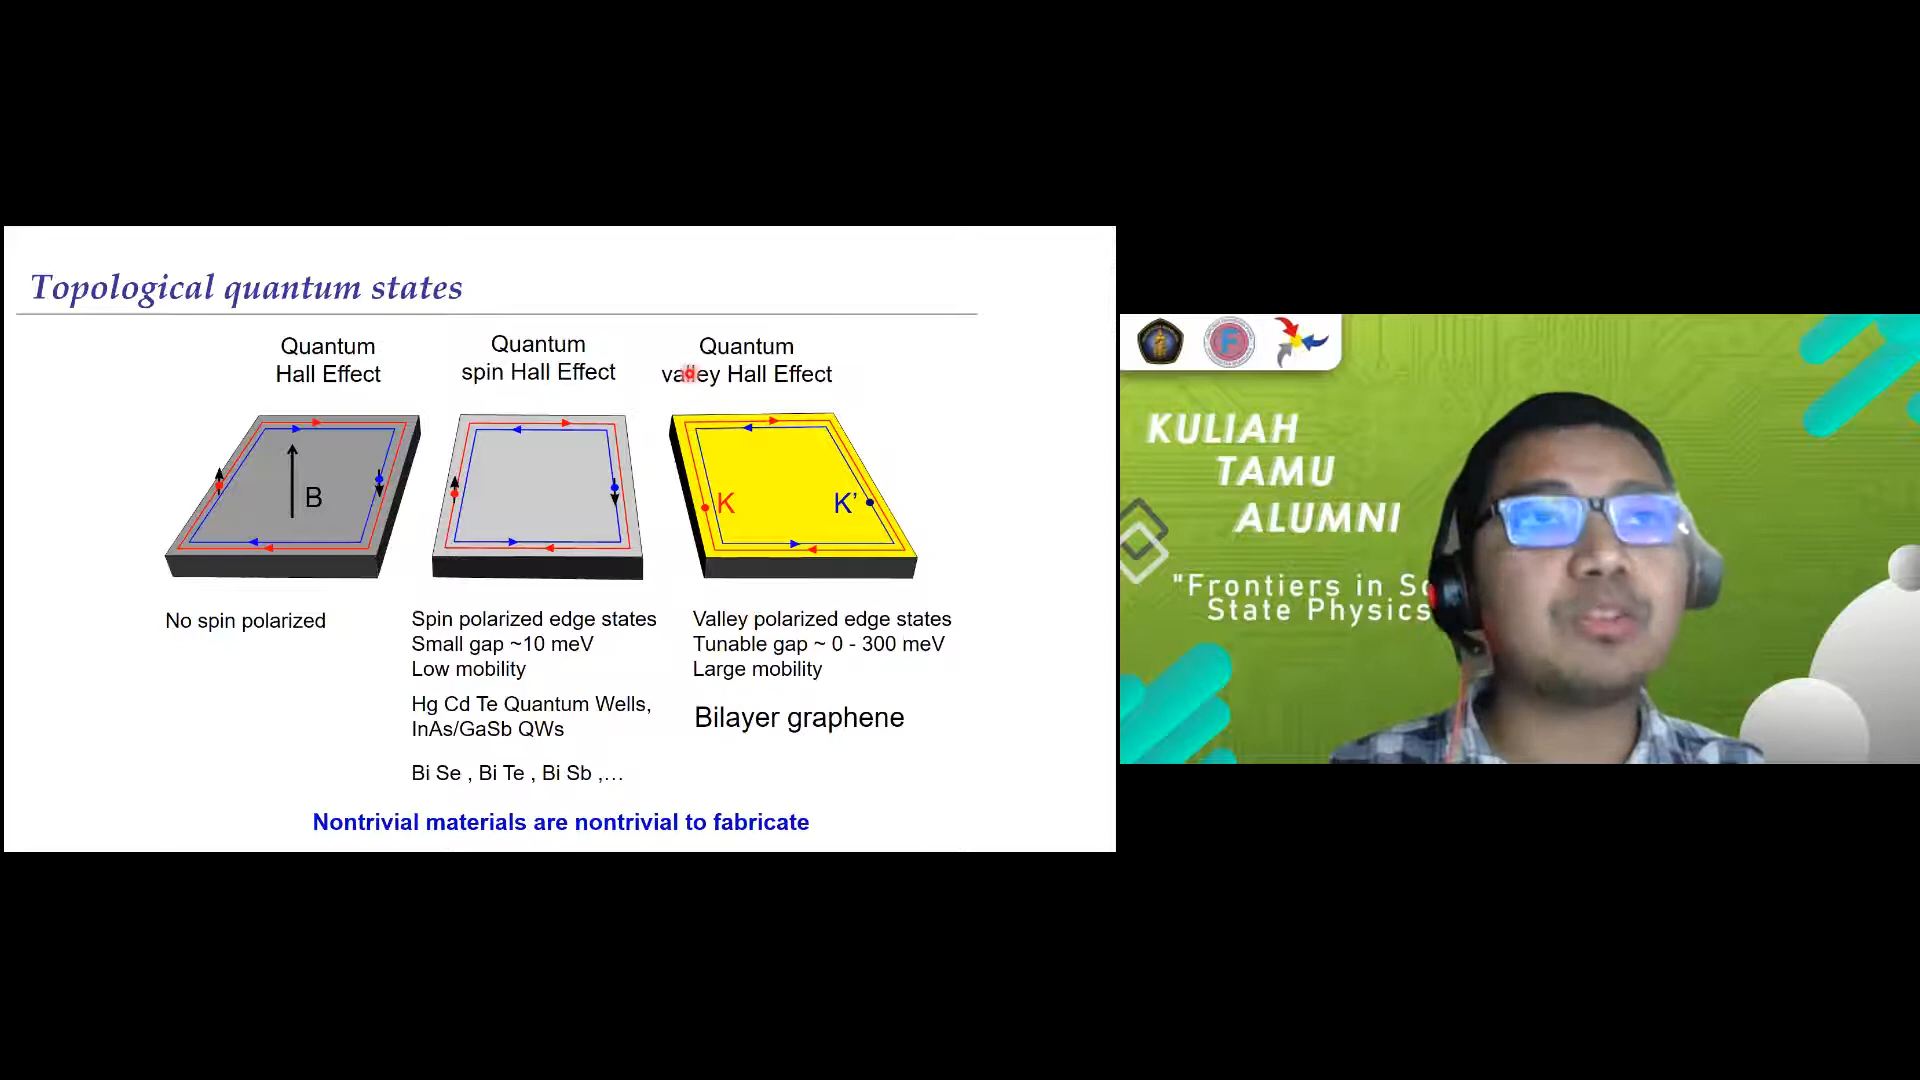 Topological quantum states
Quantum
Hall Effect
Quantum
spin Hall Effect
Quantum
valley Hall Effect
B
K
K’
No spin polarized
Spin polarized edge states
Small gap ~10 meV
Low mobility
Hg Cd Te Quantum Wells,
InAs/GaSb QWs
Bi Se , Bi Te , Bi Sb ,…
Valley polarized edge states
Tunable gap ~ 0 - 300 meV
Large mobility
Bilayer graphene
Nontrivial materials are nontrivial to fabricate
KULIAH
TAMU
ALUMNI
"Frontiers in So
State Physics